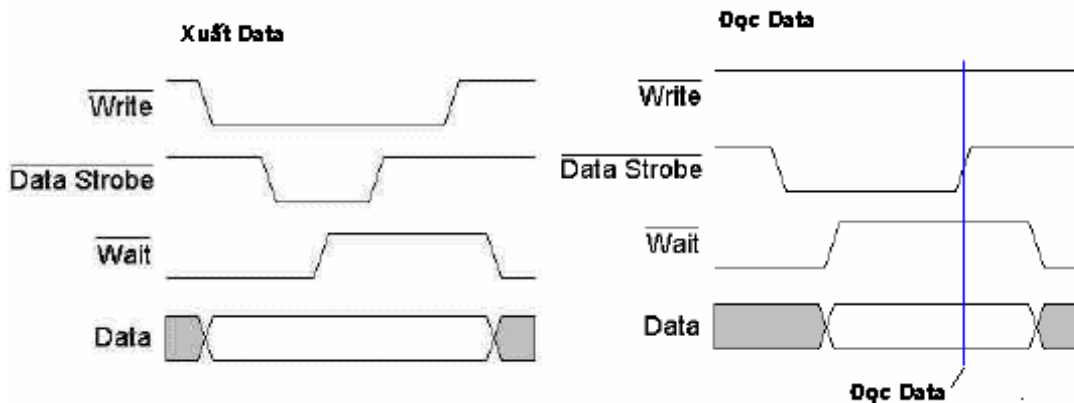 Xuất Data
Write
Data Strobe
Wait
Data
Đọc Data
Write
Data Strobe
Wait
Data
Đọc Data